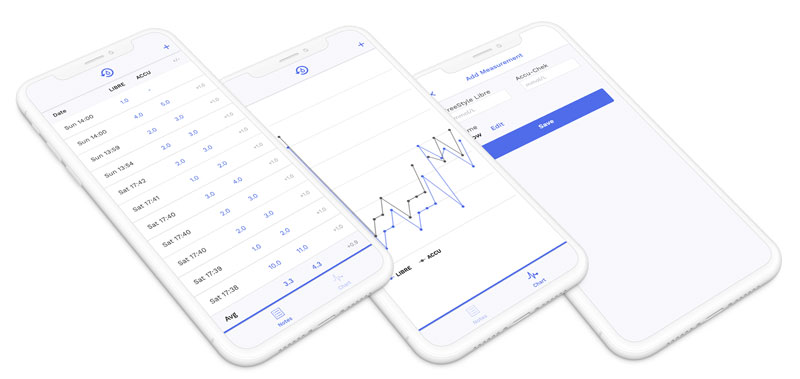 Date LIBRE ACCU +/-
Sun 14:00 1.0 -
Sun 14:00 4.0 5.0 +1.0
Sun 13:59 2.0 3.0 +1.0
Sun 13:54 2.0 3.0 +1.0
Sat 17:42 2.0 3.0 +1.0
Sat 17:41 1.0 2.0 +1.0
Sat 17:40 3.0 4.0 +1.0
Sat 17:40 2.0 3.0 +1.0
Sat 17:40 2.0 3.0 +1.0
Sat 17:39 1.0 2.0 +1.0
Sat 17:38 10.0 11.0 +1.0
Avg 3.3 4.3 +0.9
Notes Chart
LIBRE ACCU
Notes Chart
Add Measurement
reeStyle Libre Accu-Chek
mmol/L mmol/L
me
ow Edit
Save